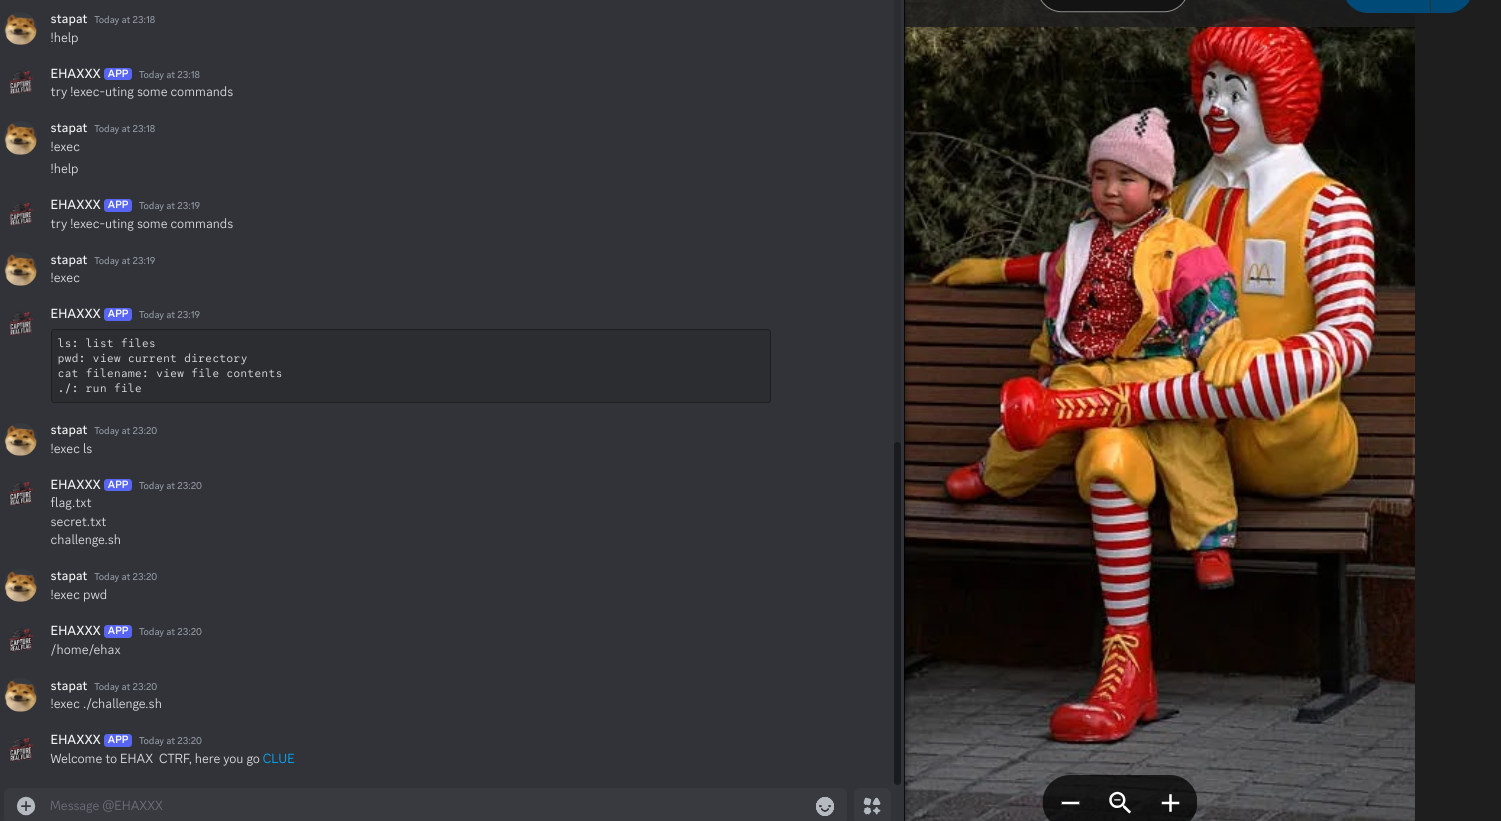 stapat Today at 23:18
!help
EHAXXX APP Today at 23:18
try !exec-uting some commands
stapat Today at 23:18
!exec
!help
EHAXXX APP Today at 23:19
try !exec-uting some commands
stapat Today at 23:19
!exec
EHAXXX APP Today at 23:19
ls: list files
pwd: view current directory
cat filename: view file contents
./: run file
stapat Today at 23:20
!exec ls
EHAXXX APP Today at 23:20
flag.txt
secret.txt
challenge.sh
stapat Today at 23:20
!exec pwd
EHAXXX APP Today at 23:20
/home/ehax
stapat Today at 23:20
!exec ./challenge.sh
EHAXXX APP Today at 23:20
Welcome to EHAX CTRF, here you go CLUE
Message @EHAXXX